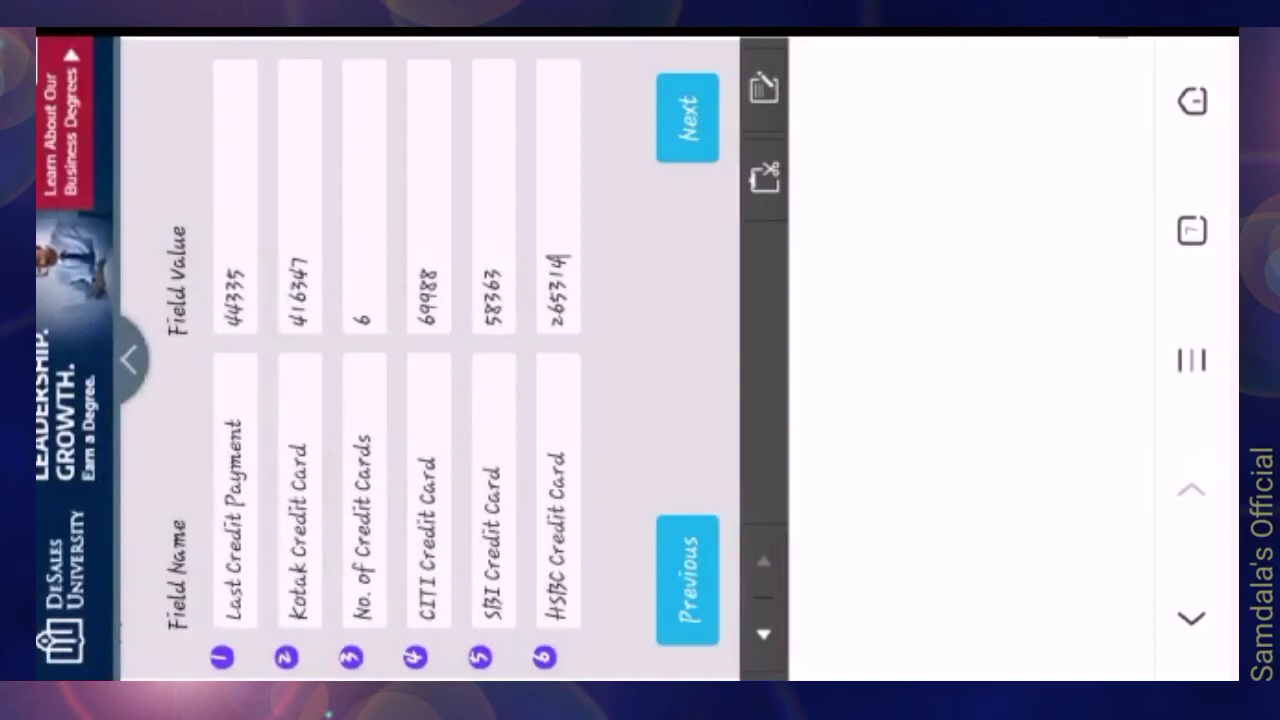 LEADERSHIP.
GROWTH.
Earn a Degree.
DESALES
UNIVERSITY
Learn About Our
Business Degrees
Field Name Field Value
1 Last Credit Payment 44335
2 Kotak Credit Card 416347
3 No. of Credit Cards 6
4 CITI Credit Card 69988
5 SBI Credit Card 58363
6 HSBC Credit Card 265314
Previous Next
7
Samdala's Official